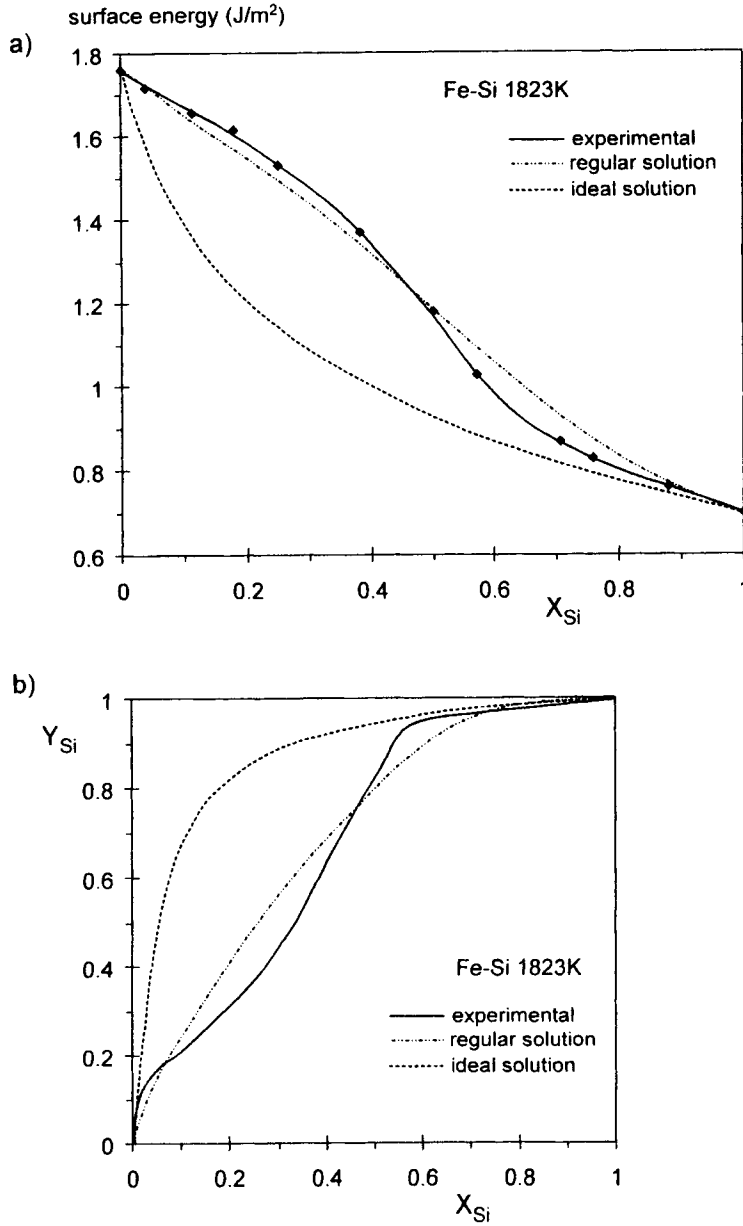 surface energy (J/m²)
a)
1.8
1.6
1.4
1.2
1
0.8
0.6
Fe-Si 1823K
experimental
regular solution
ideal solution
0 0.2 0.4 0.6 0.8 1
X_Si
b)
Y_Si
1
0.8
0.6
0.4
0.2
0
Fe-Si 1823K
experimental
regular solution
ideal solution
0 0.2 0.4 0.6 0.8 1
X_Si